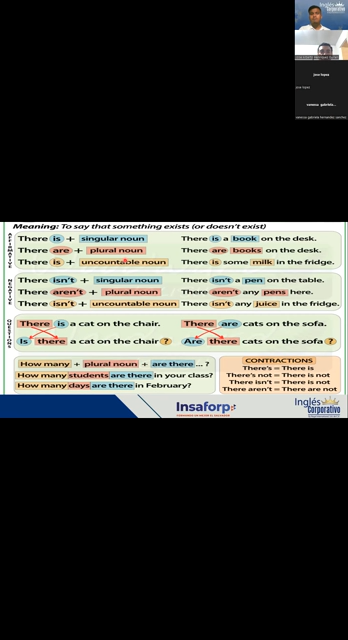 Inglés
Corporativo
jose lopez
jose lopez
vanessa gabriela...
vanessa gabriela fernandez sanchez
Meaning: To say that something exists (or doesn't exist)
AFFIRMATIVE
There is + singular noun
There is a book on the desk.
There are + plural noun
There are books on the desk.
There is + uncountable noun
There is some milk in the fridge.
NEGATIVE
There isn't + singular noun
There isn't a pen on the table.
There aren't + plural noun
There aren't any pens here.
There isn't + uncountable noun
There isn't any juice in the fridge.
QUESTIONS
There is a cat on the chair.
There are cats on the sofa.
Is there a cat on the chair?
Are there cats on the sofa?
How many + plural noun + are there ... ?
How many students are there in your class?
How many days are there in February?
CONTRACTIONS
There's = There is
There's not = There is not
There isn't = There is not
There aren't = There are not
Insaforp
Inglés
Corporativo